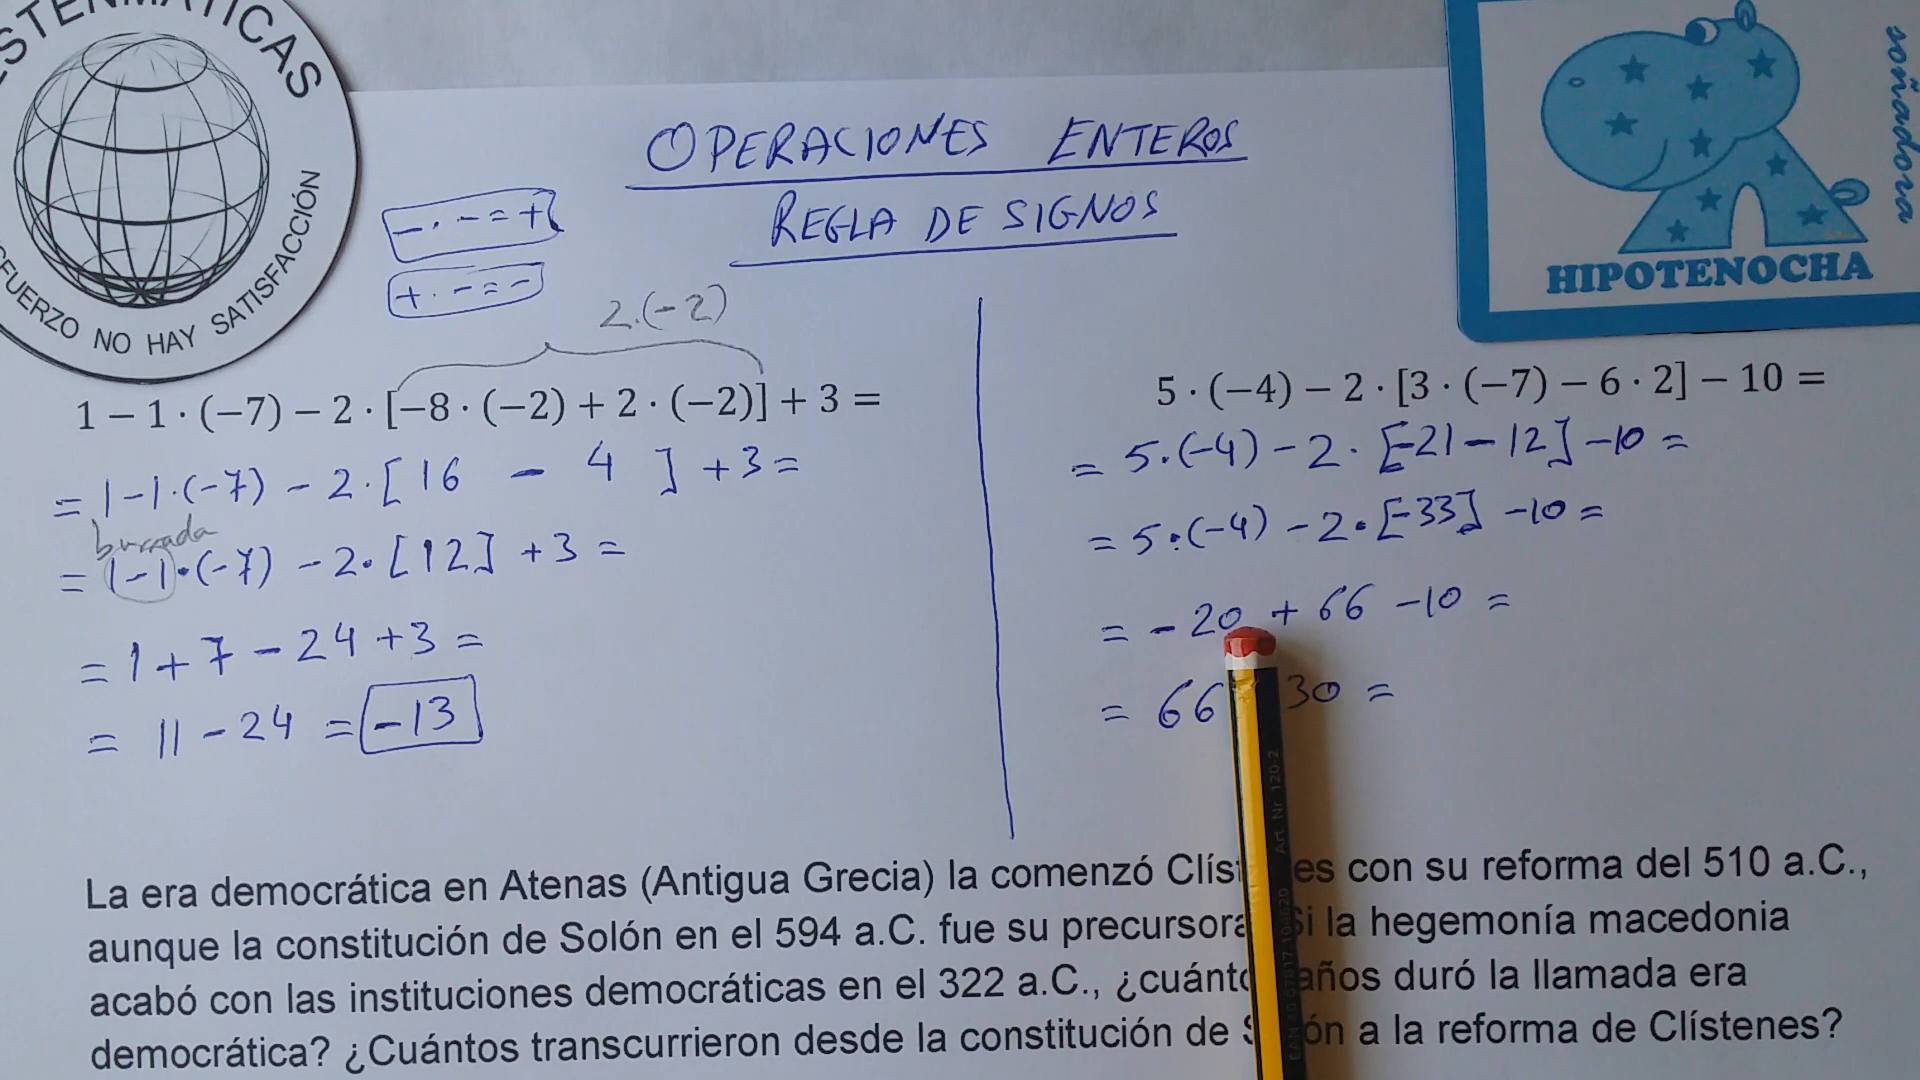 STENMÁTICAS
SFUERZO NO HAY SATISFACCIÓN
soñadora
HIPOTENOCHA
OPERACIONES ENTEROS
REGLA DE SIGNOS
- · - = +
+ · - = -
2·(-2)
1 − 1 · (−7) − 2 · [−8 · (−2) + 2 · (−2)] + 3 =
= 1-1·(-7) - 2·[16 - 4] +3 =
burrada
= 1-1·(-7) - 2·[12] +3 =
= 1+7-24+3 =
= 11-24 = -13
5 · (−4) − 2 · [3 · (−7) − 6 · 2] − 10 =
= 5·(-4) - 2·[-21-12] -10 =
= 5·(-4) - 2·[-33] -10 =
= -20 + 66 -10 =
= 66 30 =
La era democrática en Atenas (Antigua Grecia) la comenzó Clíst es con su reforma del 510 a.C.,
aunque la constitución de Solón en el 594 a.C. fue su precursora Si la hegemonía macedonia
acabó con las instituciones democráticas en el 322 a.C., ¿cuánto años duró la llamada era
democrática? ¿Cuántos transcurrieron desde la constitución de S ón a la reforma de Clístenes?